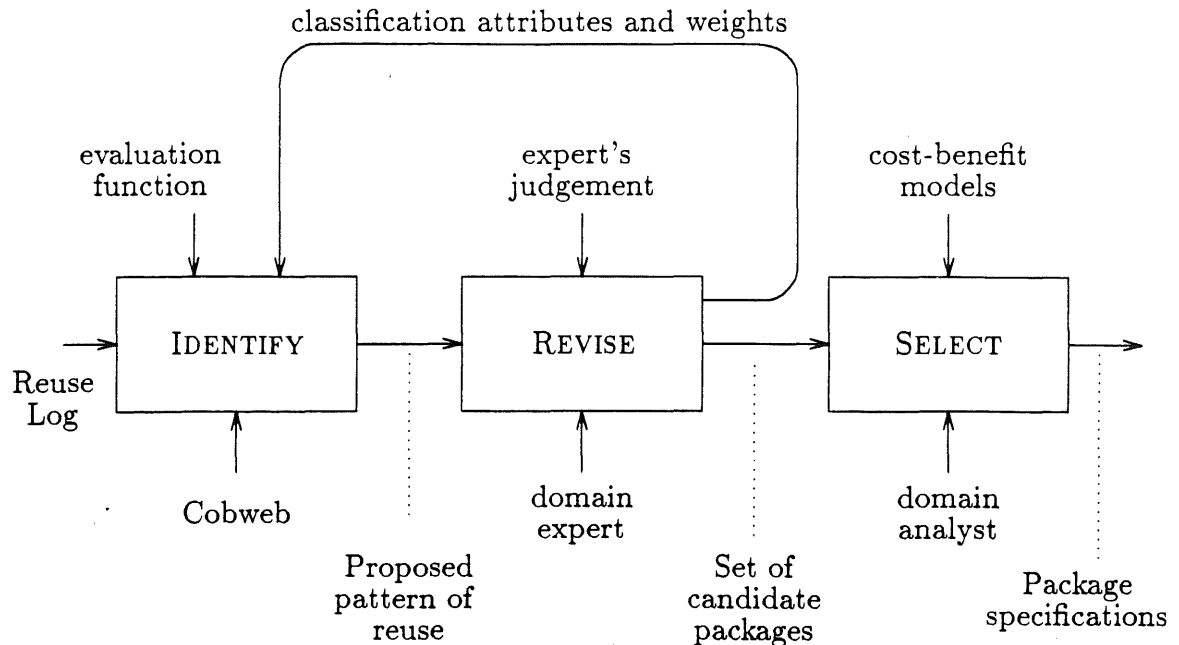 classification attributes and weights
evaluation
function
expert's
judgement
cost-benefit
models
IDENTIFY
REVISE
SELECT
Reuse
Log
Cobweb
domain
expert
domain
analyst
Proposed
pattern of
reuse
Set of
candidate
packages
Package
specifications